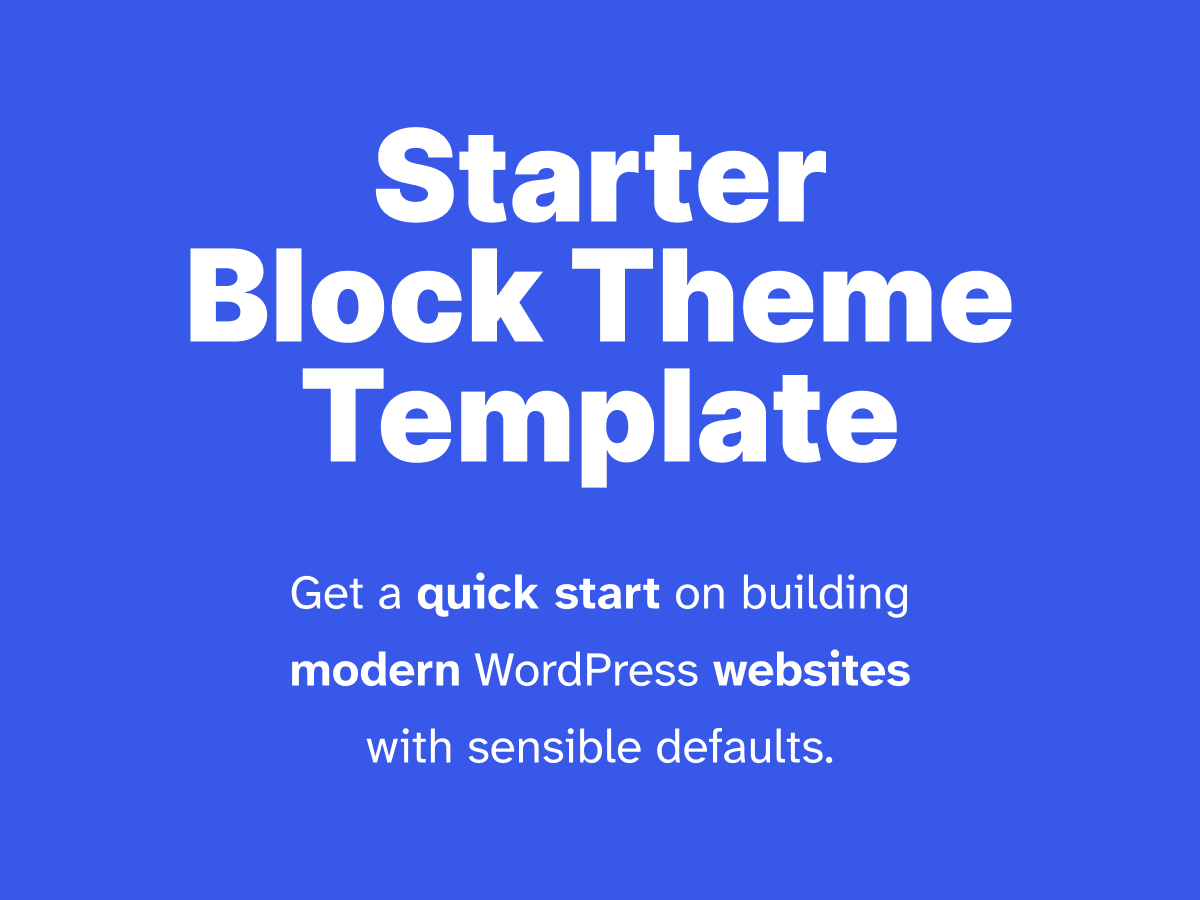 Starter
Block Theme
Template
Get a quick start on building
modern WordPress websites
with sensible defaults.